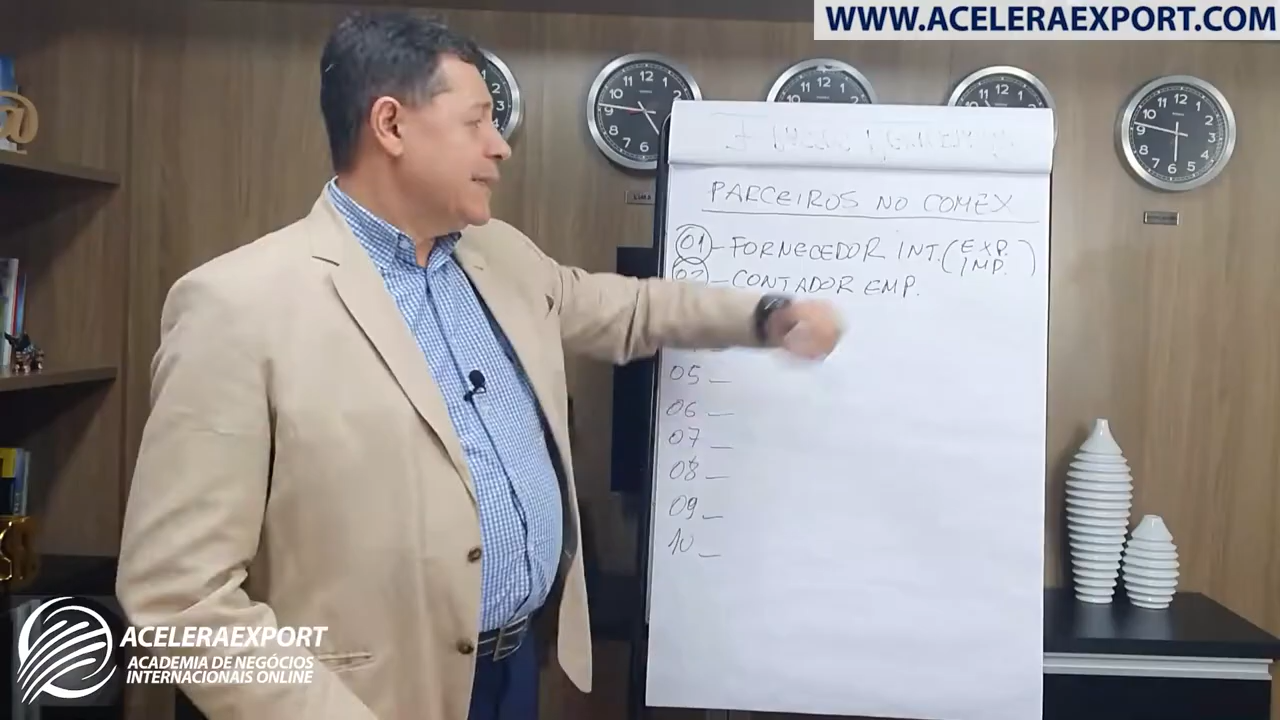 WWW.ACELERAEXPORT.COM
PARCEIROS NO COMEX
01 - FORNECEDOR INT. (EXP. IMP.)
02 - CONTADOR EMP.
05 -
06 -
07 -
08 -
09 -
10 -
LIMA
ACELERAEXPORT
ACADEMIA DE NEGÓCIOS
INTERNACIONAIS ONLINE